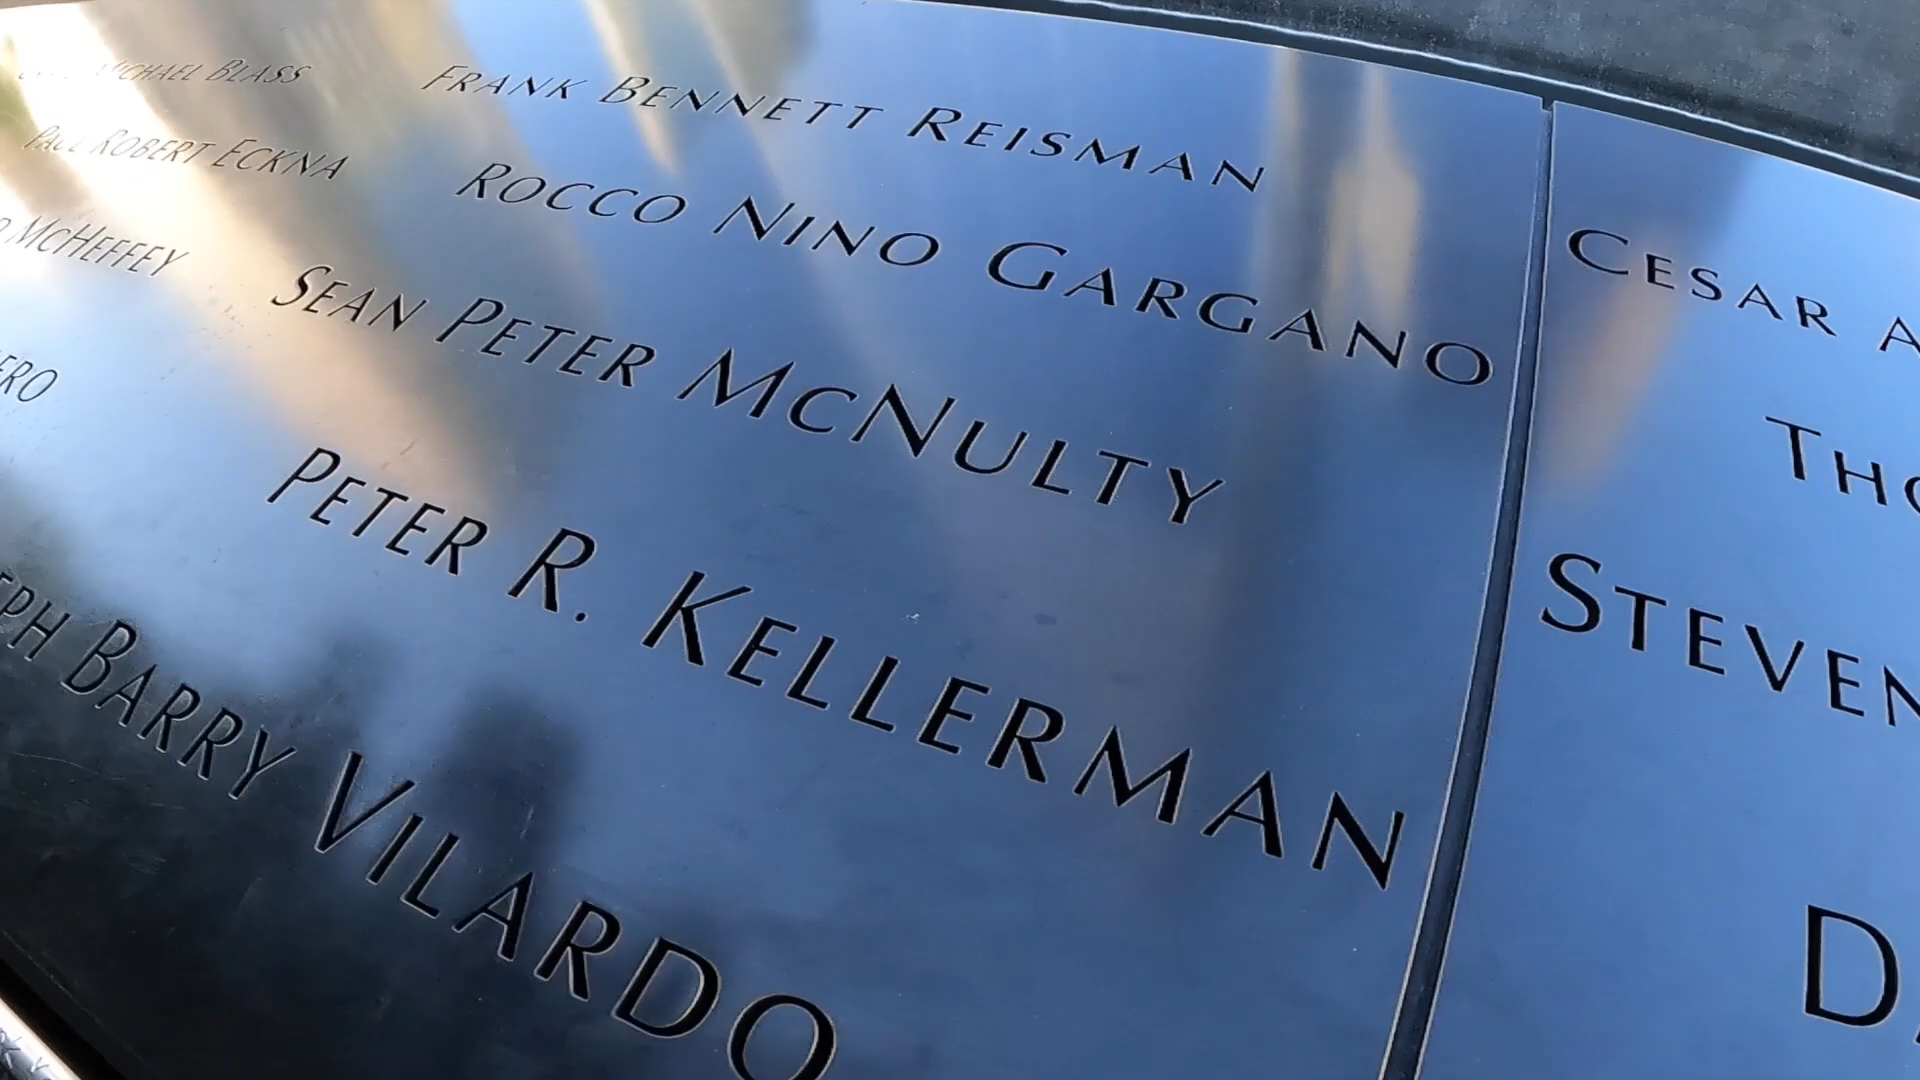 MICHAEL BLASS
FRANK BENNETT REISMAN
PAUL ROBERT ECKNA
ROCCO NINO GARGANO
CESAR A
MCHEFFEY
SEAN PETER MCNULTY
THO
ERO
PETER R. KELLERMAN
STEVEN
EPH BARRY VILARDO
D